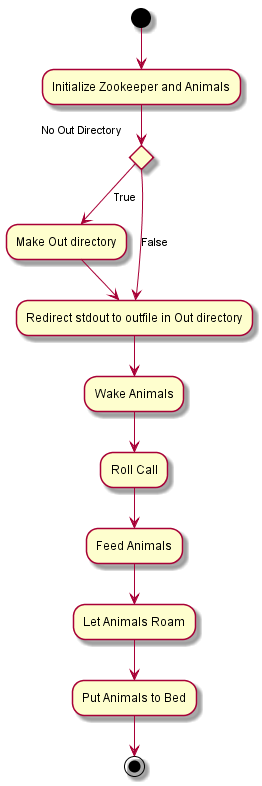 Initialize Zookeeper and Animals
No Out Directory
True
Make Out directory
False
Redirect stdout to outfile in Out directory
Wake Animals
Roll Call
Feed Animals
Let Animals Roam
Put Animals to Bed